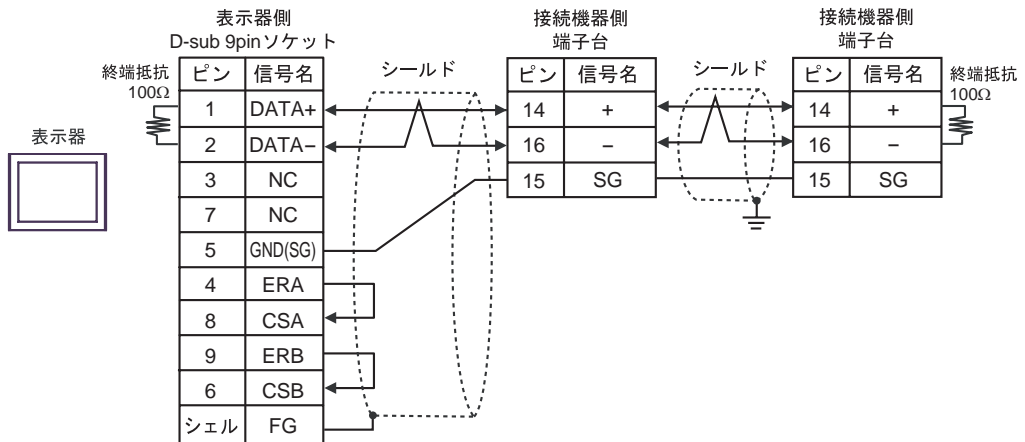 表示器側
D-sub 9pinソケット
接続機器側
端子台
接続機器側
端子台
終端抵抗
100Ω
ピン 信号名
シールド
ピン 信号名
シールド
ピン 信号名
終端抵抗
100Ω
1 DATA+
14 +
14 +
2 DATA−
16 −
16 −
表示器
3 NC
15 SG
15 SG
7 NC
5 GND(SG)
4 ERA
8 CSA
9 ERB
6 CSB
シェル FG